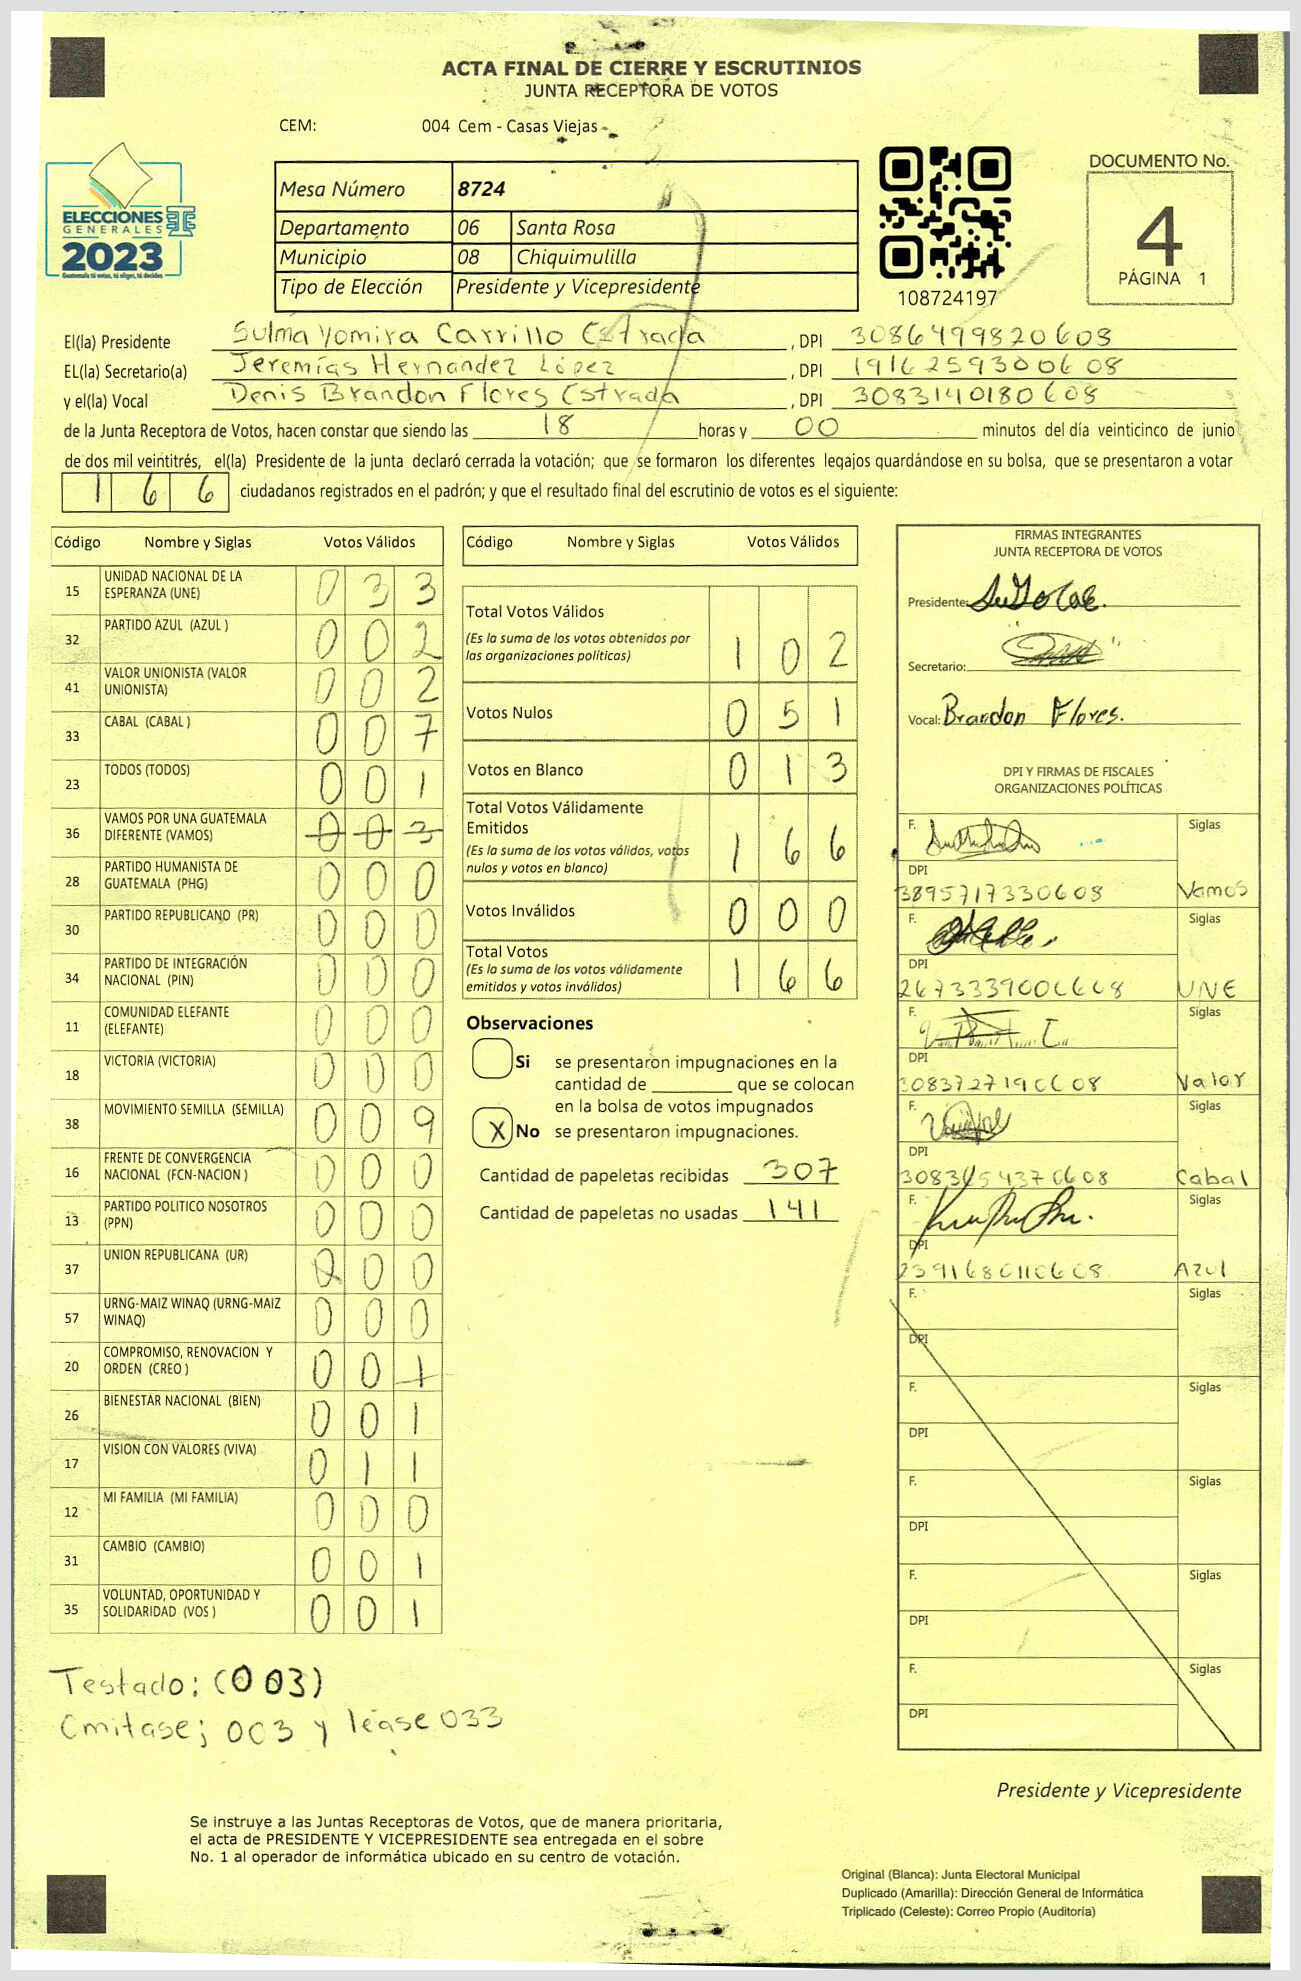 ACTA FINAL DE CIERRE Y ESCRUTINIOS
JUNTA RECEPTORA DE VOTOS
CEM: 004 Cem - Casas Viejas
ELECCIONES
GENERALES
2023
Guatemala tú votas, tú eliges, tú decides
Mesa Número 8724
Departamento 06 Santa Rosa
Municipio 08 Chiquimulilla
Tipo de Elección Presidente y Vicepresidente
108724197
DOCUMENTO No.
4
PÁGINA 1
El(la) Presidente Sulma Yomira Carrillo Estrada, DPI 3086499820608
EL(la) Secretario(a) Jeremías Hernandez López, DPI 1916259300608
y el(la) Vocal Denis Brandon Flores Estrada, DPI 3083140180608
de la Junta Receptora de Votos, hacen constar que siendo las 18 horas y 00 minutos del día veinticinco de junio
de dos mil veintitrés, el(la) Presidente de la junta declaró cerrada la votación; que se formaron los diferentes legajos guardándose en su bolsa, que se presentaron a votar
166 ciudadanos registrados en el padrón; y que el resultado final del escrutinio de votos es el siguiente:
Código Nombre y Siglas Votos Válidos
15 UNIDAD NACIONAL DE LA ESPERANZA (UNE) 0 3 3
32 PARTIDO AZUL (AZUL ) 0 0 2
41 VALOR UNIONISTA (VALOR UNIONISTA) 0 0 2
33 CABAL (CABAL ) 0 0 7
23 TODOS (TODOS) 0 0 1
36 VAMOS POR UNA GUATEMALA DIFERENTE (VAMOS) 0 0 3
28 PARTIDO HUMANISTA DE GUATEMALA (PHG) 0 0 0
30 PARTIDO REPUBLICANO (PR) 0 0 0
34 PARTIDO DE INTEGRACIÓN NACIONAL (PIN) 0 0 0
11 COMUNIDAD ELEFANTE (ELEFANTE) 0 0 0
18 VICTORIA (VICTORIA) 0 0 0
38 MOVIMIENTO SEMILLA (SEMILLA) 0 0 9
16 FRENTE DE CONVERGENCIA NACIONAL (FCN-NACION ) 0 0 0
13 PARTIDO POLITICO NOSOTROS (PPN) 0 0 0
37 UNION REPUBLICANA (UR) 0 0 0
57 URNG-MAIZ WINAQ (URNG-MAIZ WINAQ) 0 0 0
20 COMPROMISO, RENOVACION Y ORDEN (CREO ) 0 0 1
26 BIENESTAR NACIONAL (BIEN) 0 0 1
17 VISION CON VALORES (VIVA) 0 1 1
12 MI FAMILIA (MI FAMILIA) 0 0 0
31 CAMBIO (CAMBIO) 0 0 1
35 VOLUNTAD, OPORTUNIDAD Y SOLIDARIDAD (VOS ) 0 0 1
Testado: (003)
Omitase; 003 y léase 033
Código Nombre y Siglas Votos Válidos
Total Votos Válidos 1 0 2
(Es la suma de los votos obtenidos por
las organizaciones políticas)
Votos Nulos 0 5 1
Votos en Blanco 0 1 3
Total Votos Válidamente
Emitidos 1 6 6
(Es la suma de los votos válidos, votos
nulos y votos en blanco)
Votos Inválidos 0 0 0
Total Votos 1 6 6
(Es la suma de los votos válidamente
emitidos y votos inválidos)
Observaciones
Si se presentaron impugnaciones en la
cantidad de ________ que se colocan
en la bolsa de votos impugnados
X No se presentaron impugnaciones.
Cantidad de papeletas recibidas 307
Cantidad de papeletas no usadas 141
FIRMAS INTEGRANTES
JUNTA RECEPTORA DE VOTOS
Presidente:
Secretario:
Vocal: Brandon Flores.
DPI Y FIRMAS DE FISCALES
ORGANIZACIONES POLÍTICAS
F. Siglas
DPI
3895717330608 Vamos
F. Siglas
DPI
2673339000608 UNE
F. Siglas
DPI
3083727190608 Valor
F. Siglas
DPI
Cabal
F. Siglas
DPI
2391680110608 Azul
F. Siglas
DPI
F. Siglas
DPI
F. Siglas
DPI
F. Siglas
DPI
F. Siglas
DPI
Presidente y Vicepresidente
Se instruye a las Juntas Receptoras de Votos, que de manera prioritaria,
el acta de PRESIDENTE Y VICEPRESIDENTE sea entregada en el sobre
No. 1 al operador de informática ubicado en su centro de votación.
Original (Blanca): Junta Electoral Municipal
Duplicado (Amarilla): Dirección General de Informática
Triplicado (Celeste): Correo Propio (Auditoría)